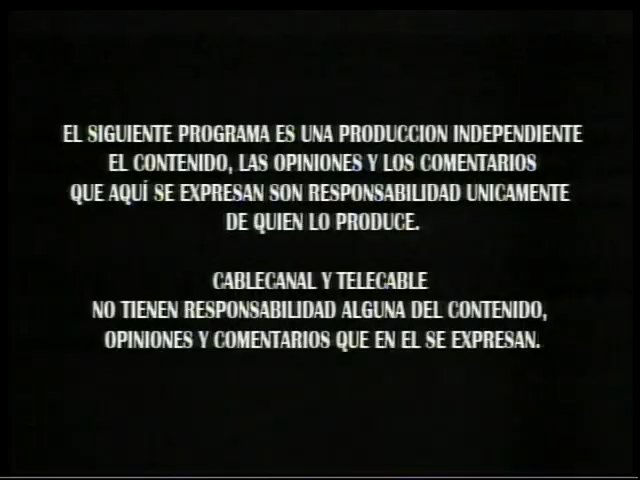 EL SIGUIENTE PROGRAMA ES UNA PRODUCCION INDEPENDIENTE
EL CONTENIDO, LAS OPINIONES Y LOS COMENTARIOS
QUE AQUÍ SE EXPRESAN SON RESPONSABILIDAD UNICAMENTE
DE QUIEN LO PRODUCE.
CABLECANAL Y TELECABLE
NO TIENEN RESPONSABILIDAD ALGUNA DEL CONTENIDO,
OPINIONES Y COMENTARIOS QUE EN EL SE EXPRESAN.